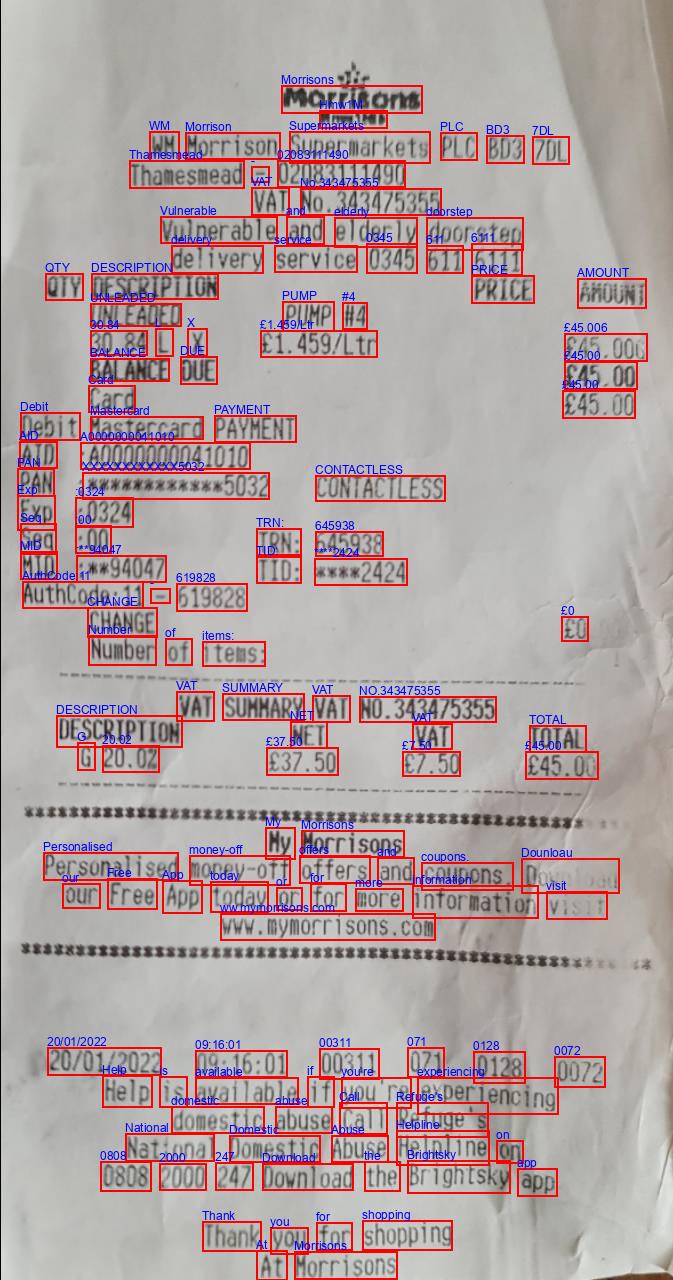 Morrisons
WM Morrison Supermarkets PLC BD3 7DL
Thamesmead - 02083111490
VAT No.343475355
Vulnerable and elderly doorstep
delivery service 0345 611 6111
QTY DESCRIPTION PRICE AMOUNT
UNLEADED PUMP #4
30.84 L X £1.459/Ltr £45.00G
BALANCE DUE £45.00
Card £45.00
Debit Mastercard PAYMENT
AID :A0000000041010
PAN :************5032 CONTACTLESS
Exp :0324
Seq :00 TRN: 645938
MID :**94047 TID: ****2424
AuthCode:11 - 619828
CHANGE £0
Number of items:
VAT SUMMARY VAT NO.343475355
DESCRIPTION NET VAT TOTAL
G 20.0% £37.50 £7.50 £45.00
My Morrisons
Personalised money-off offers and coupons. Download
our Free App today or for more information visit
www.mymorrisons.com
20/01/2022 09:16:01 00311 071 0128 0072
Help is available if you're experiencing
domestic abuse Call Refuge's
National Domestic Abuse Helpline on
0808 2000 247 Download the Brightsky app
Thank you for shopping
At Morrisons